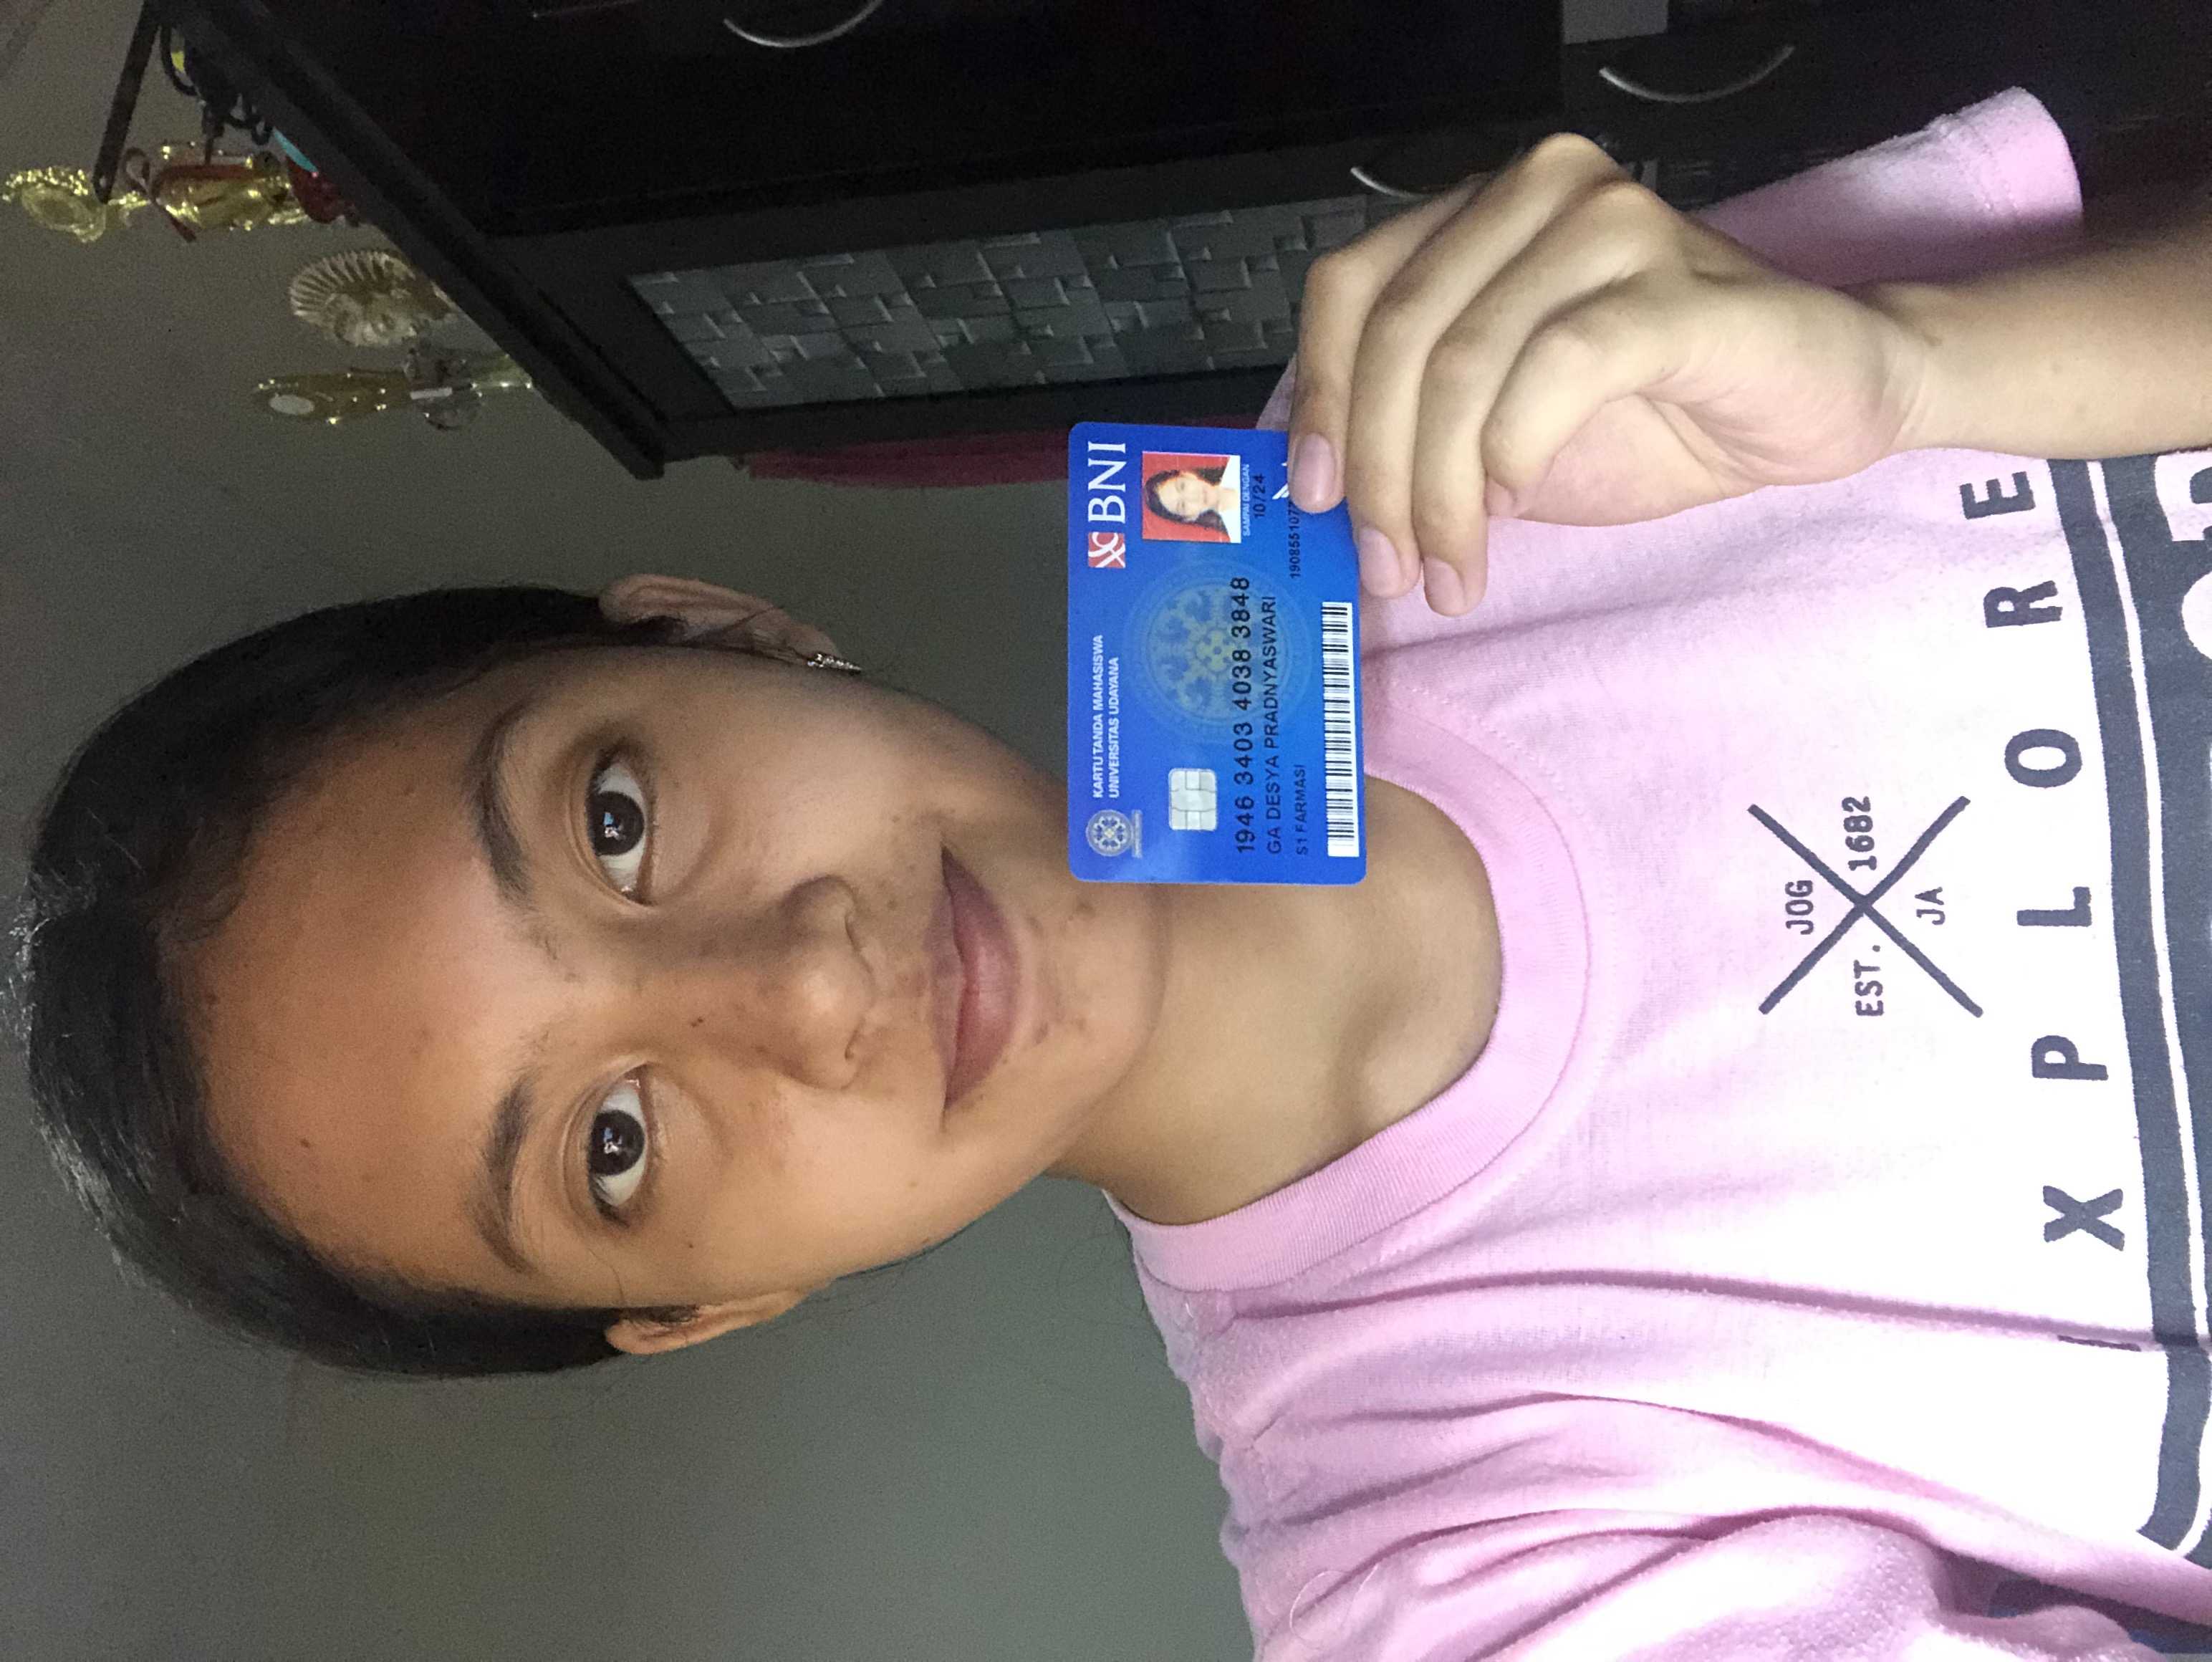 KARTU TANDA MAHASISWA
UNIVERSITAS UDAYANA
BNI
1946 3403 4038 3848
SAMPAI DENGAN
10/24
GA DESYA PRADNYASWARI
S1 FARMASI
JOG
EST. 1682
JA
X P L O R E